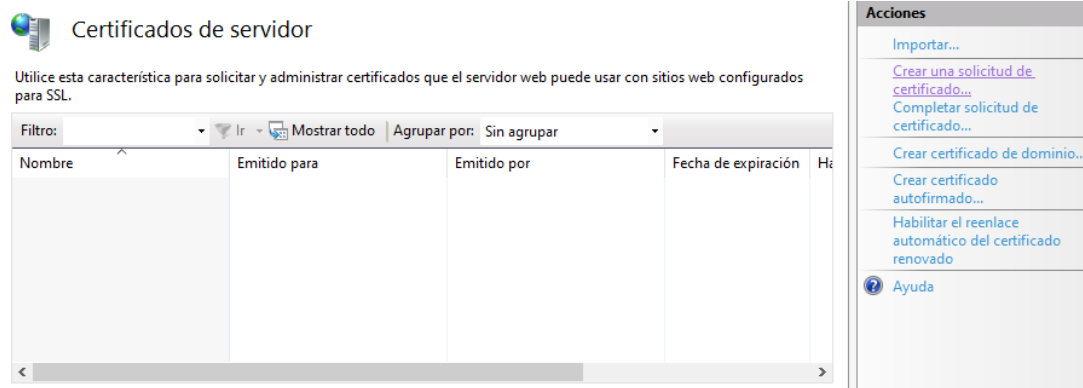 Certificados de servidor
Utilice esta característica para solicitar y administrar certificados que el servidor web puede usar con sitios web configurados
para SSL.
Filtro: Ir Mostrar todo Agrupar por: Sin agrupar
Nombre Emitido para Emitido por Fecha de expiración Ha
Acciones
Importar...
Crear una solicitud de
certificado...
Completar solicitud de
certificado...
Crear certificado de dominio...
Crear certificado
autofirmado...
Habilitar el reenlace
automático del certificado
renovado
Ayuda